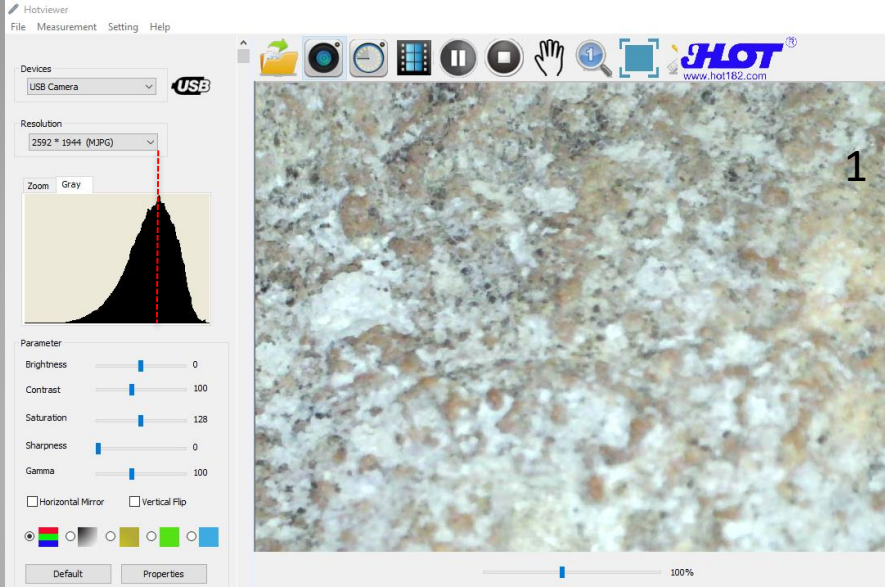 Hotviewer
File Measurement Setting Help
Devices
USB Camera
USB
Resolution
2592 * 1944 (MJPG)
Zoom Gray
Parameter
Brightness 0
Contrast 100
Saturation 128
Sharpness 0
Gamma 100
Horizontal Mirror Vertical Flip
Default Properties
1
HOT ®
www.hot182.com
1
100%